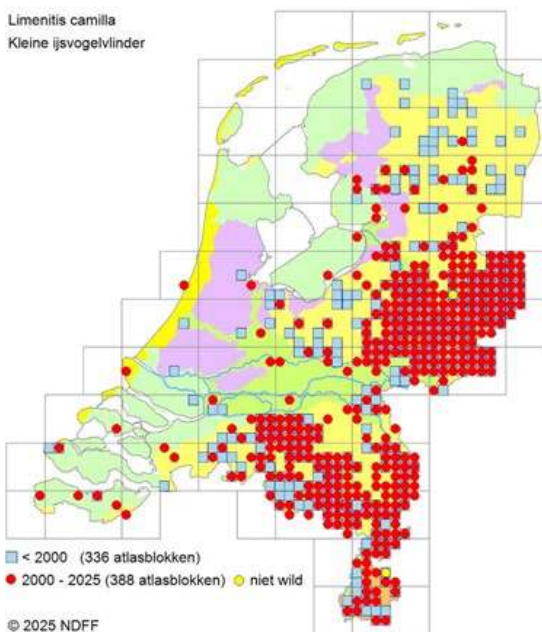 Limenitis camilla
Kleine ijsvogelvlinder
< 2000 (336 atlasblokken)
2000 - 2025 (388 atlasblokken) niet wild
© 2025 NDFF